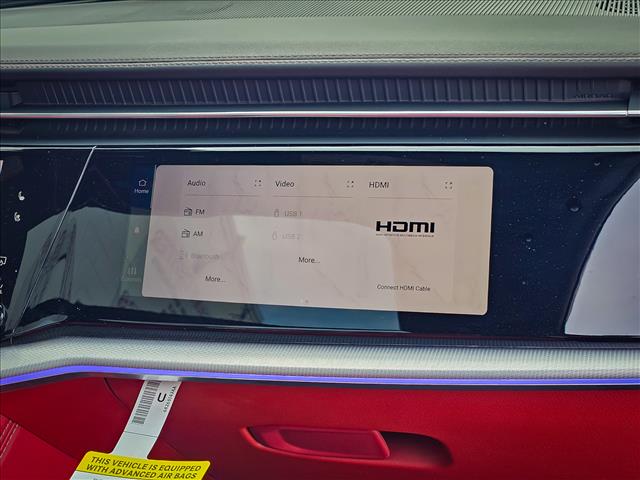 Home
Audio
Video
HDMI
FM
USB 1
HDMI
AM
USB 2
Bluetooth
More...
More...
Connect HDMI Cable
U
THIS VEHICLE IS EQUIPPED
WITH ADVANCED AIR BAGS